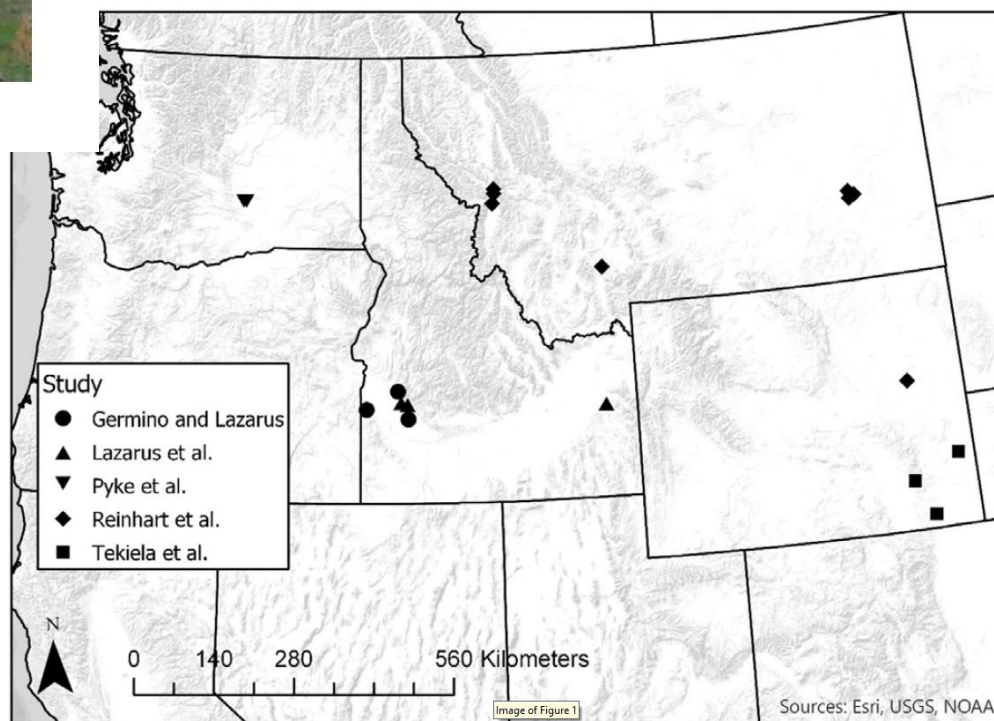 Study
Germino and Lazarus
Lazarus et al.
Pyke et al.
Reinhart et al.
Tekiela et al.
N
0 140 280 560 Kilometers
Image of Figure 1
Sources: Esri, USGS, NOAA